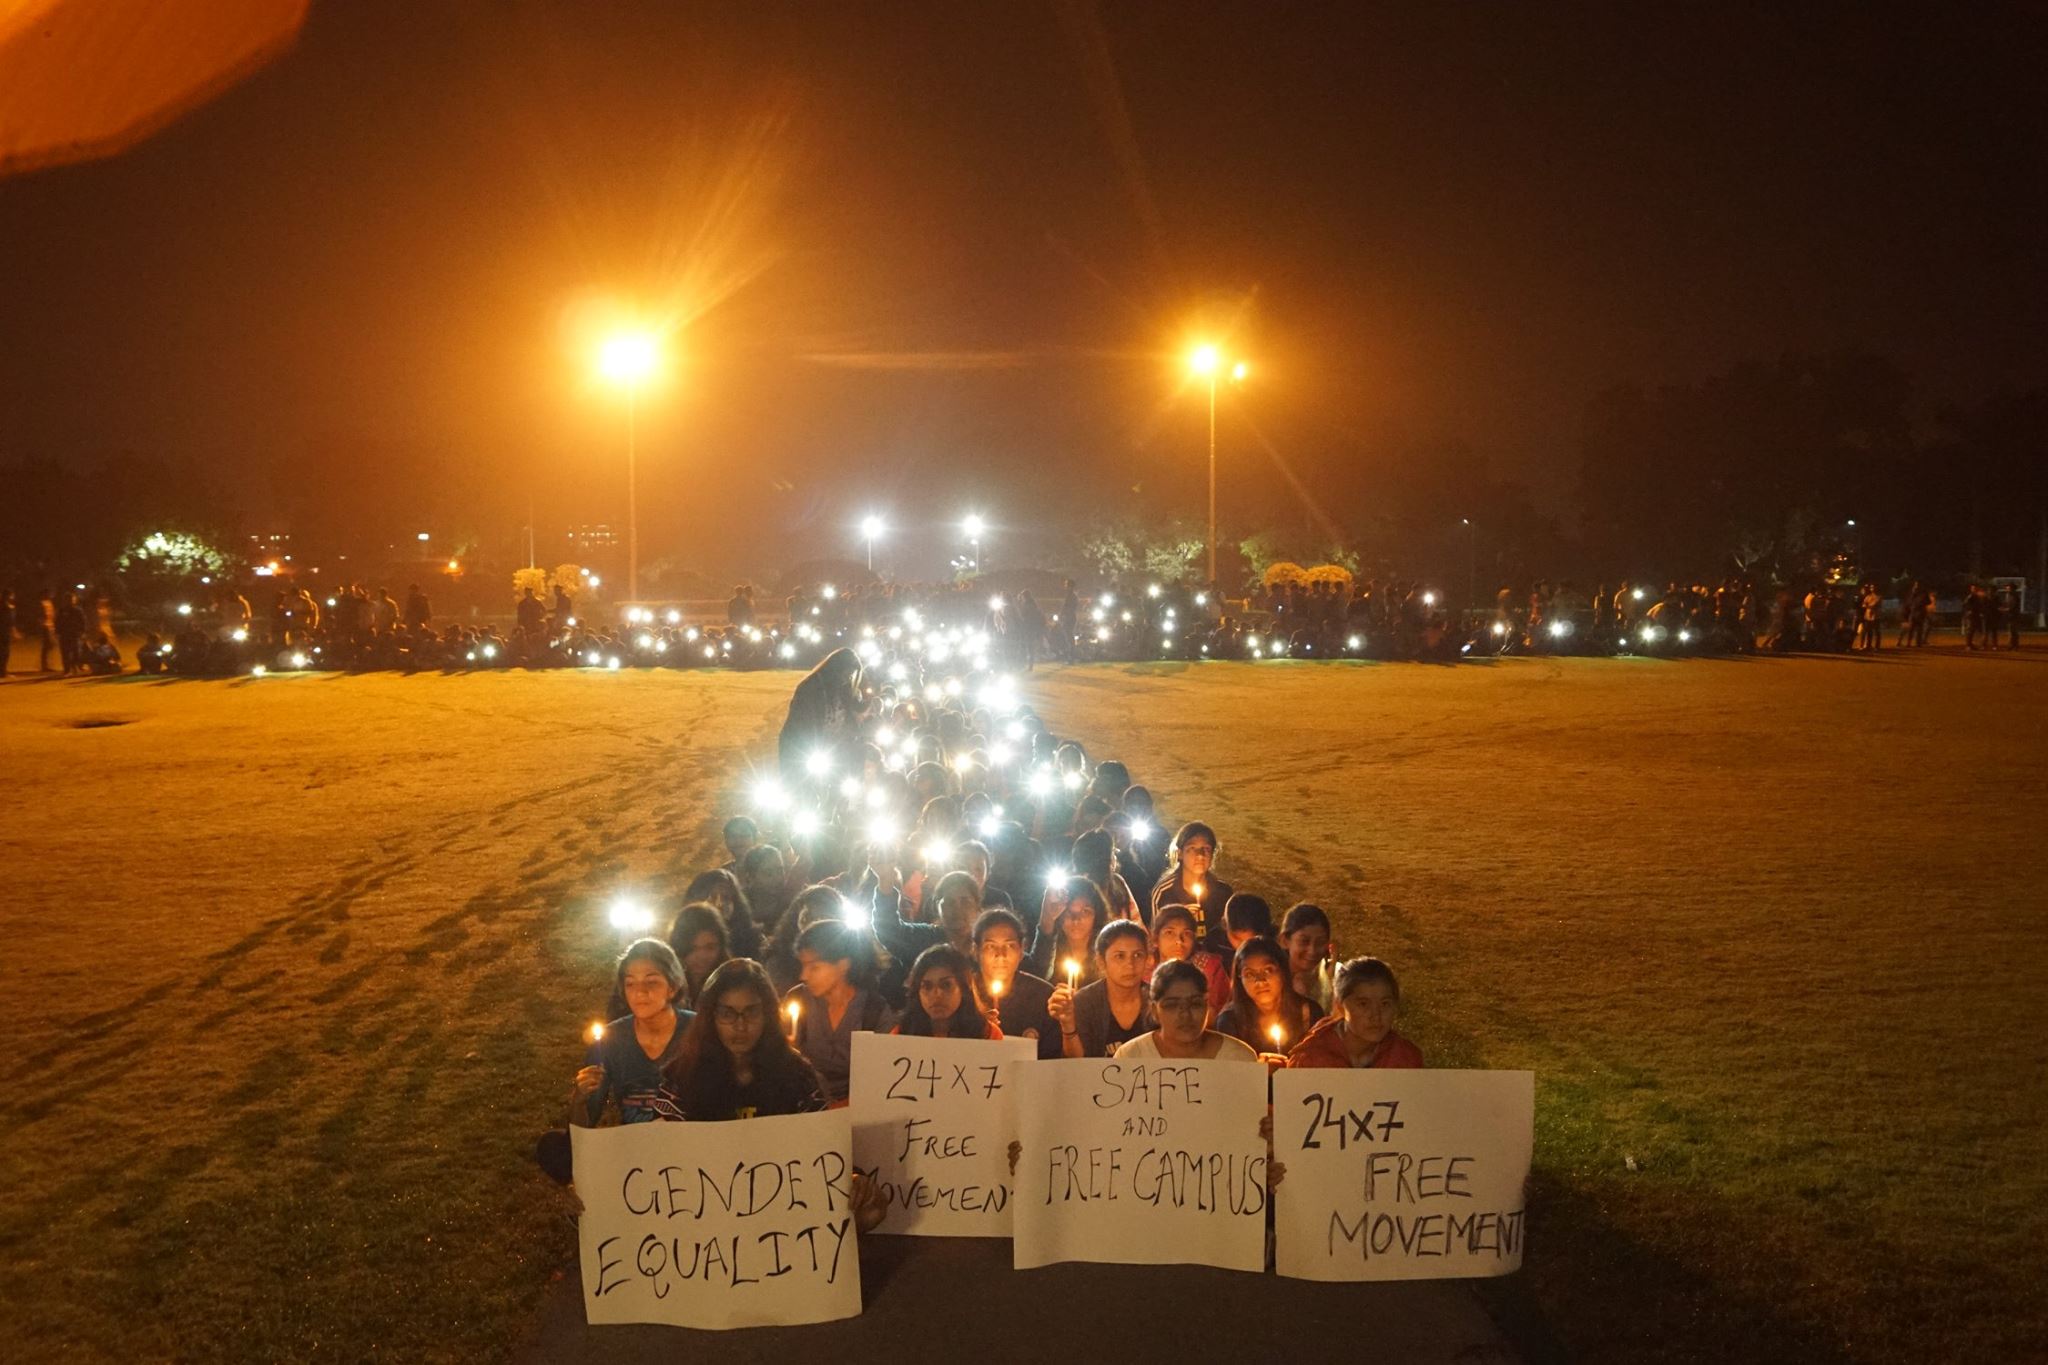 GENDER
EQUALITY
24 x 7
FREE
MOVEMENT
SAFE
AND
FREE CAMPUS
24x7
FREE
MOVEMENT